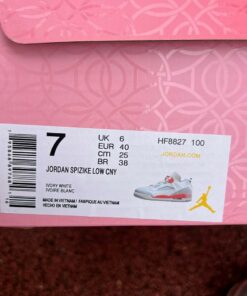 7
UK 6
EUR 40
cm 25
BR 38
HF8827 100
JORDAN.COM
JORDAN SPIZIKE LOW CNY
IVORY WHITE
IVOIRE BLANC
MADE IN VIETNAM / FABRIQUE AU VIETNAM
HECHO EN VIETNAM